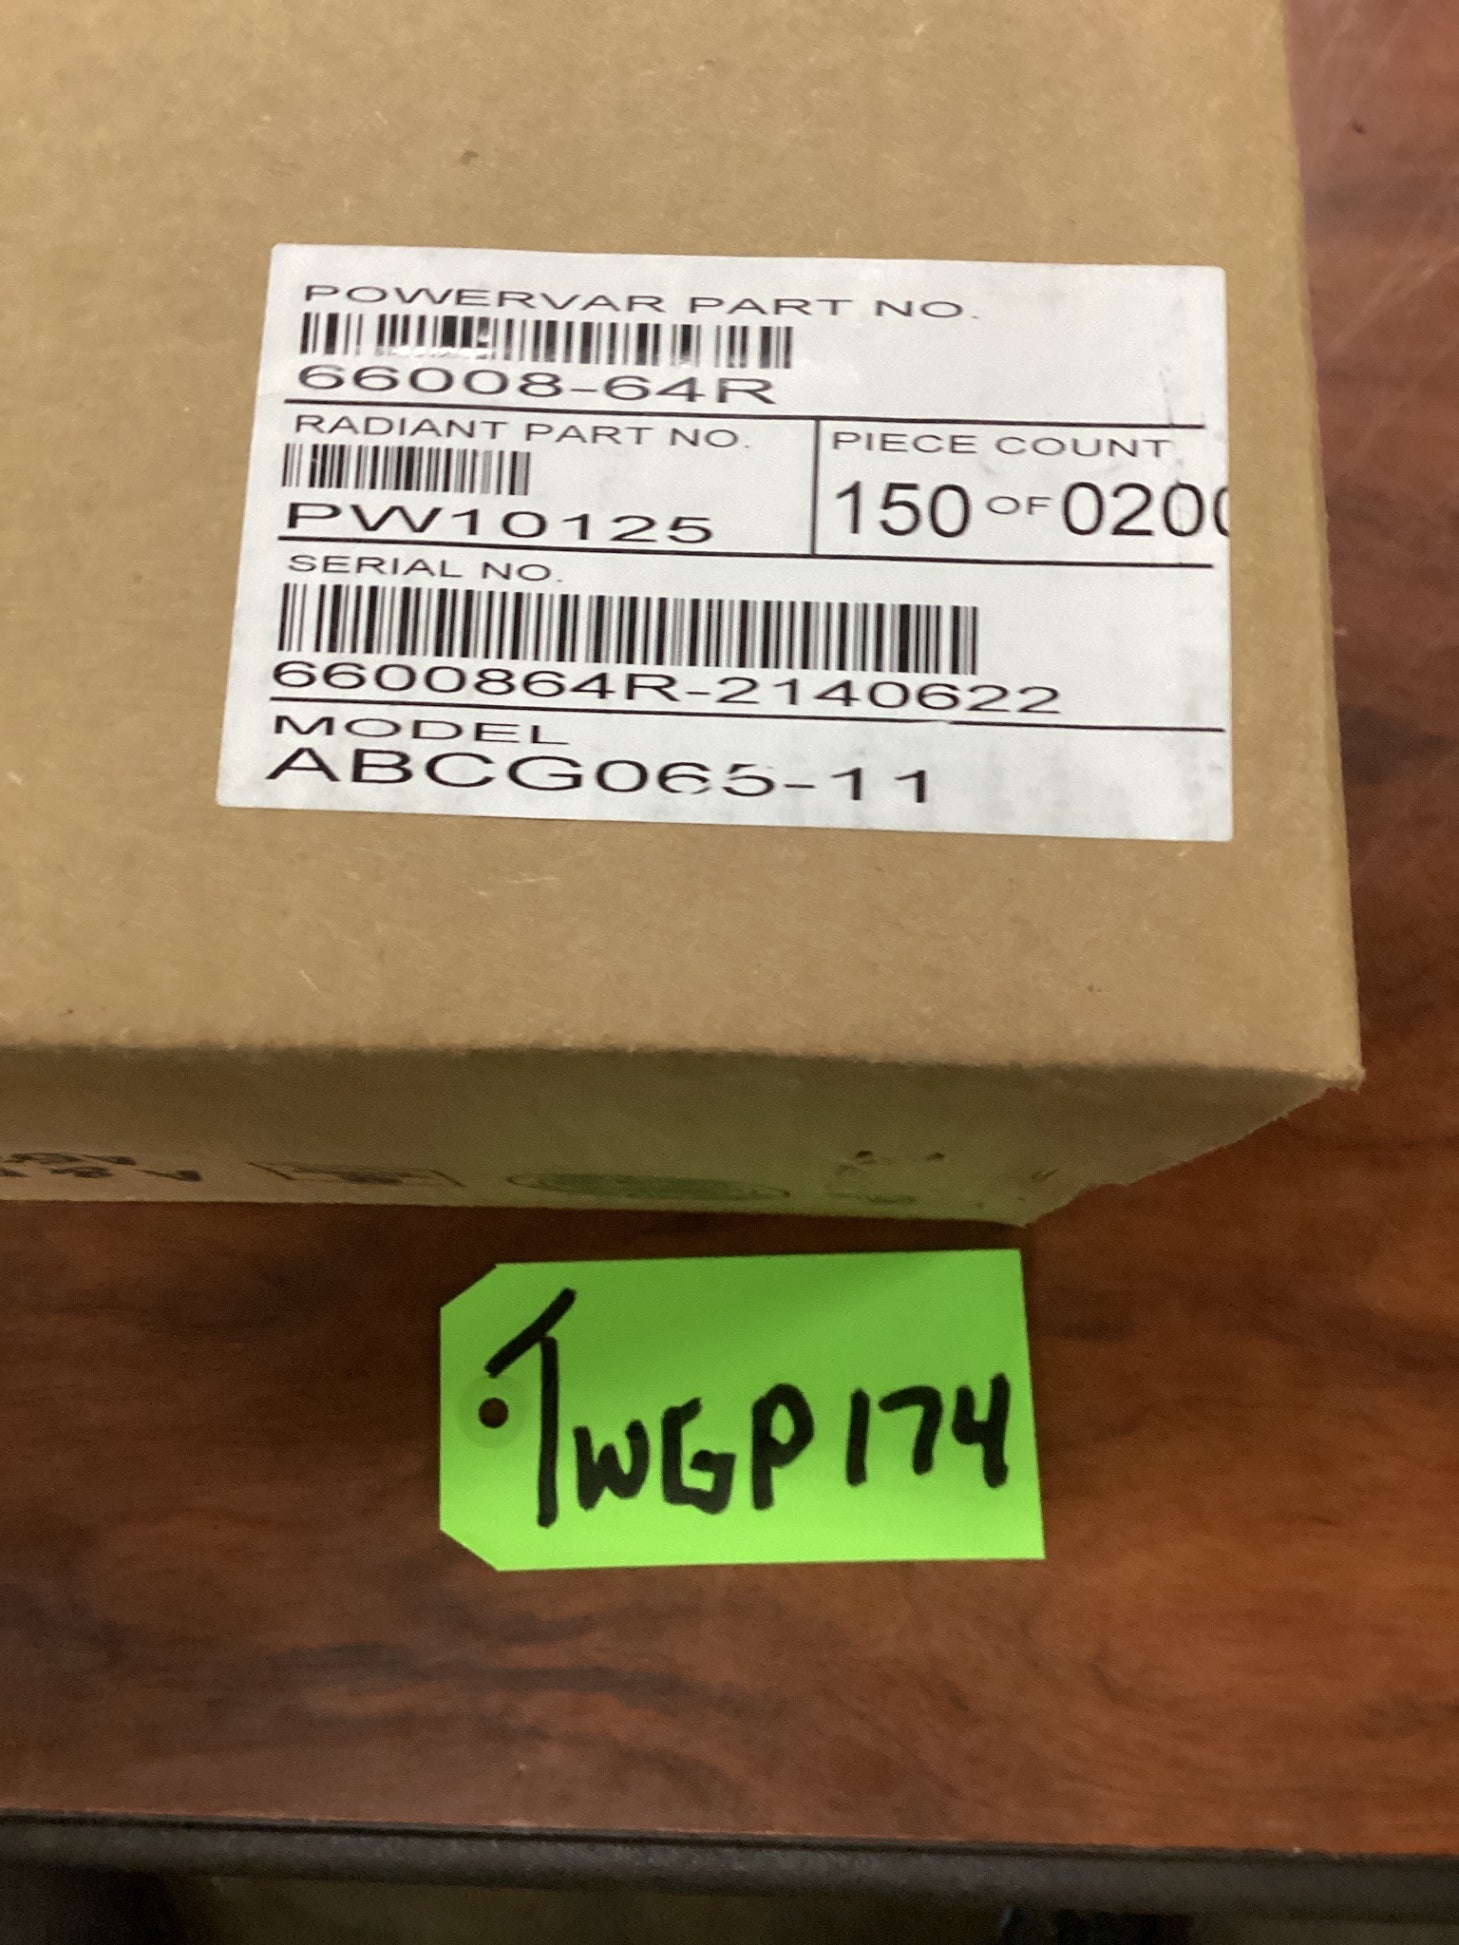 POWERVAR PART NO.
66008-64R
RADIANT PART NO.
PW10125
PIECE COUNT
150 OF 0200
SERIAL NO.
6600864R-2140622
MODEL
ABCG065-11
TWGP174